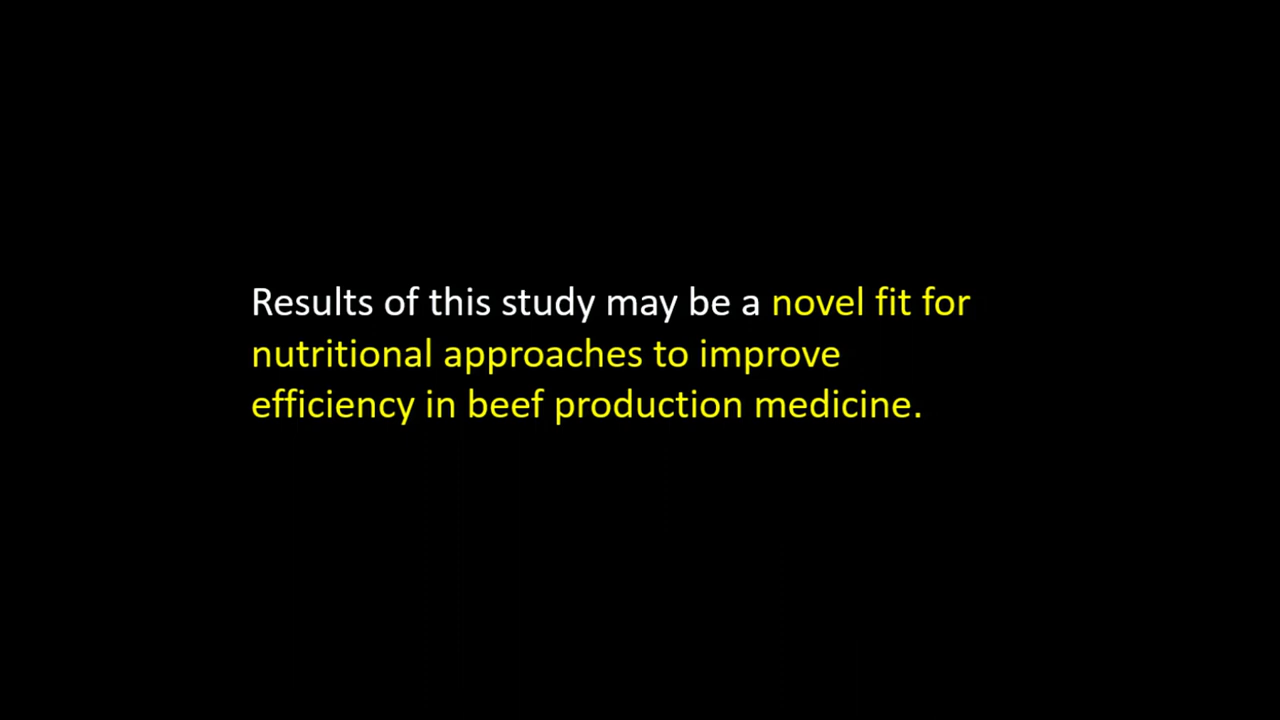 Results of this study may be a novel fit for
nutritional approaches to improve
efficiency in beef production medicine.